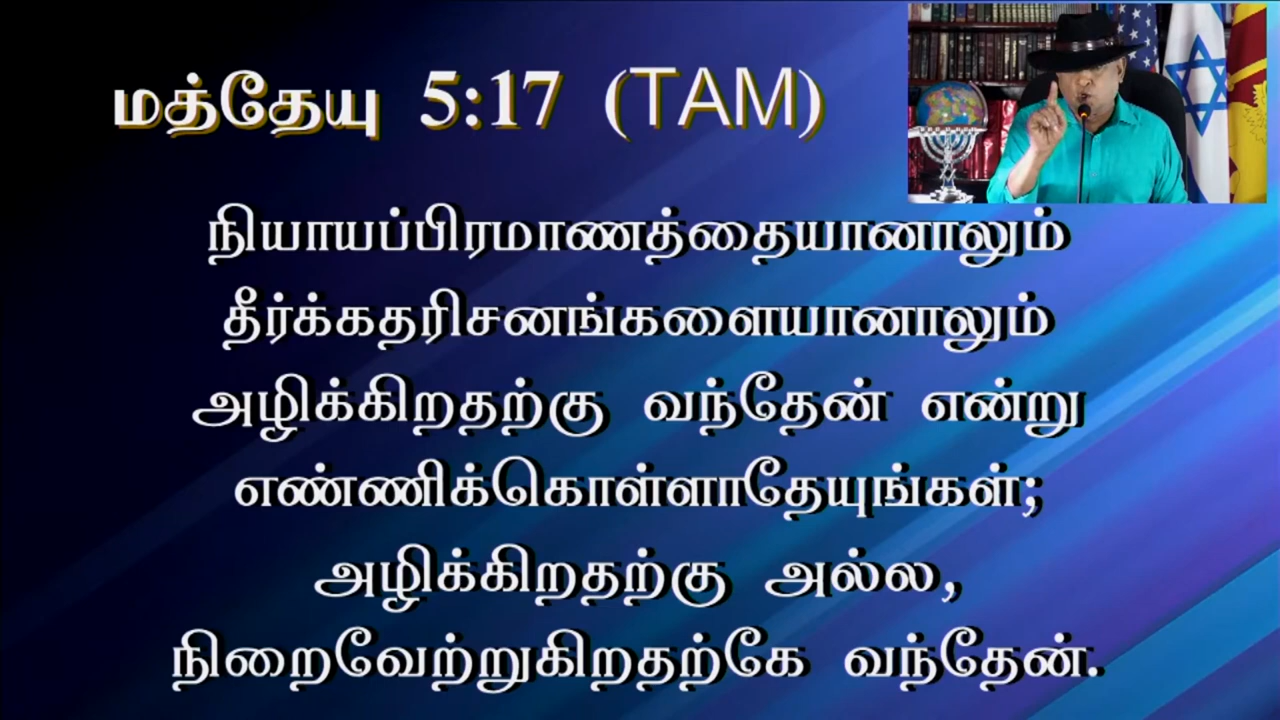 மத்தேயு 5:17 (TAM)
நியாயப்பிரமாணத்தையானாலும்
தீர்க்கதரிசனங்களையானாலும்
அழிக்கிறதற்கு வந்தேன் என்று
எண்ணிக்கொள்ளாதேயுங்கள்;
அழிக்கிறதற்கு அல்ல,
நிறைவேற்றுகிறதற்கே வந்தேன்.